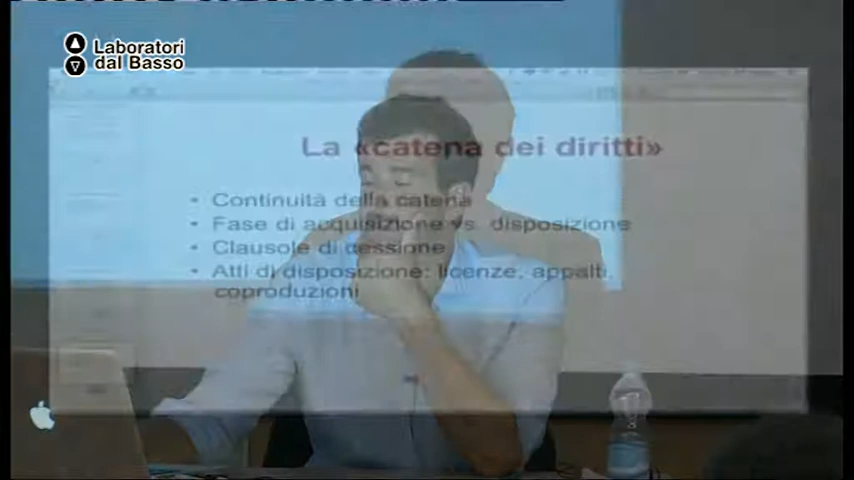 Laboratori
dal Basso
La «catena dei diritti»
• Continuità della catena
• Fase di acquisizione vs. disposizione
• Clausole di cessione
• Atti di disposizione: licenze, appalti,
coproduzioni